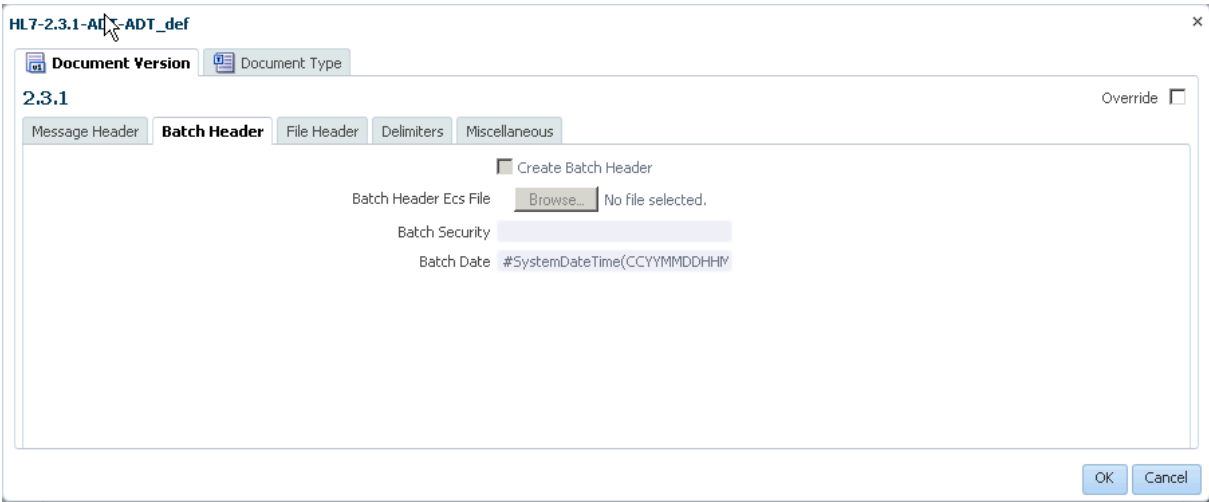 HL7-2.3.1-ADT-ADT_def
Document Version Document Type
2.3.1 Override
Message Header Batch Header File Header Delimiters Miscellaneous
Create Batch Header
Batch Header Ecs File Browse... No file selected.
Batch Security
Batch Date #SystemDateTime(CCYYMMDDHHM
OK Cancel